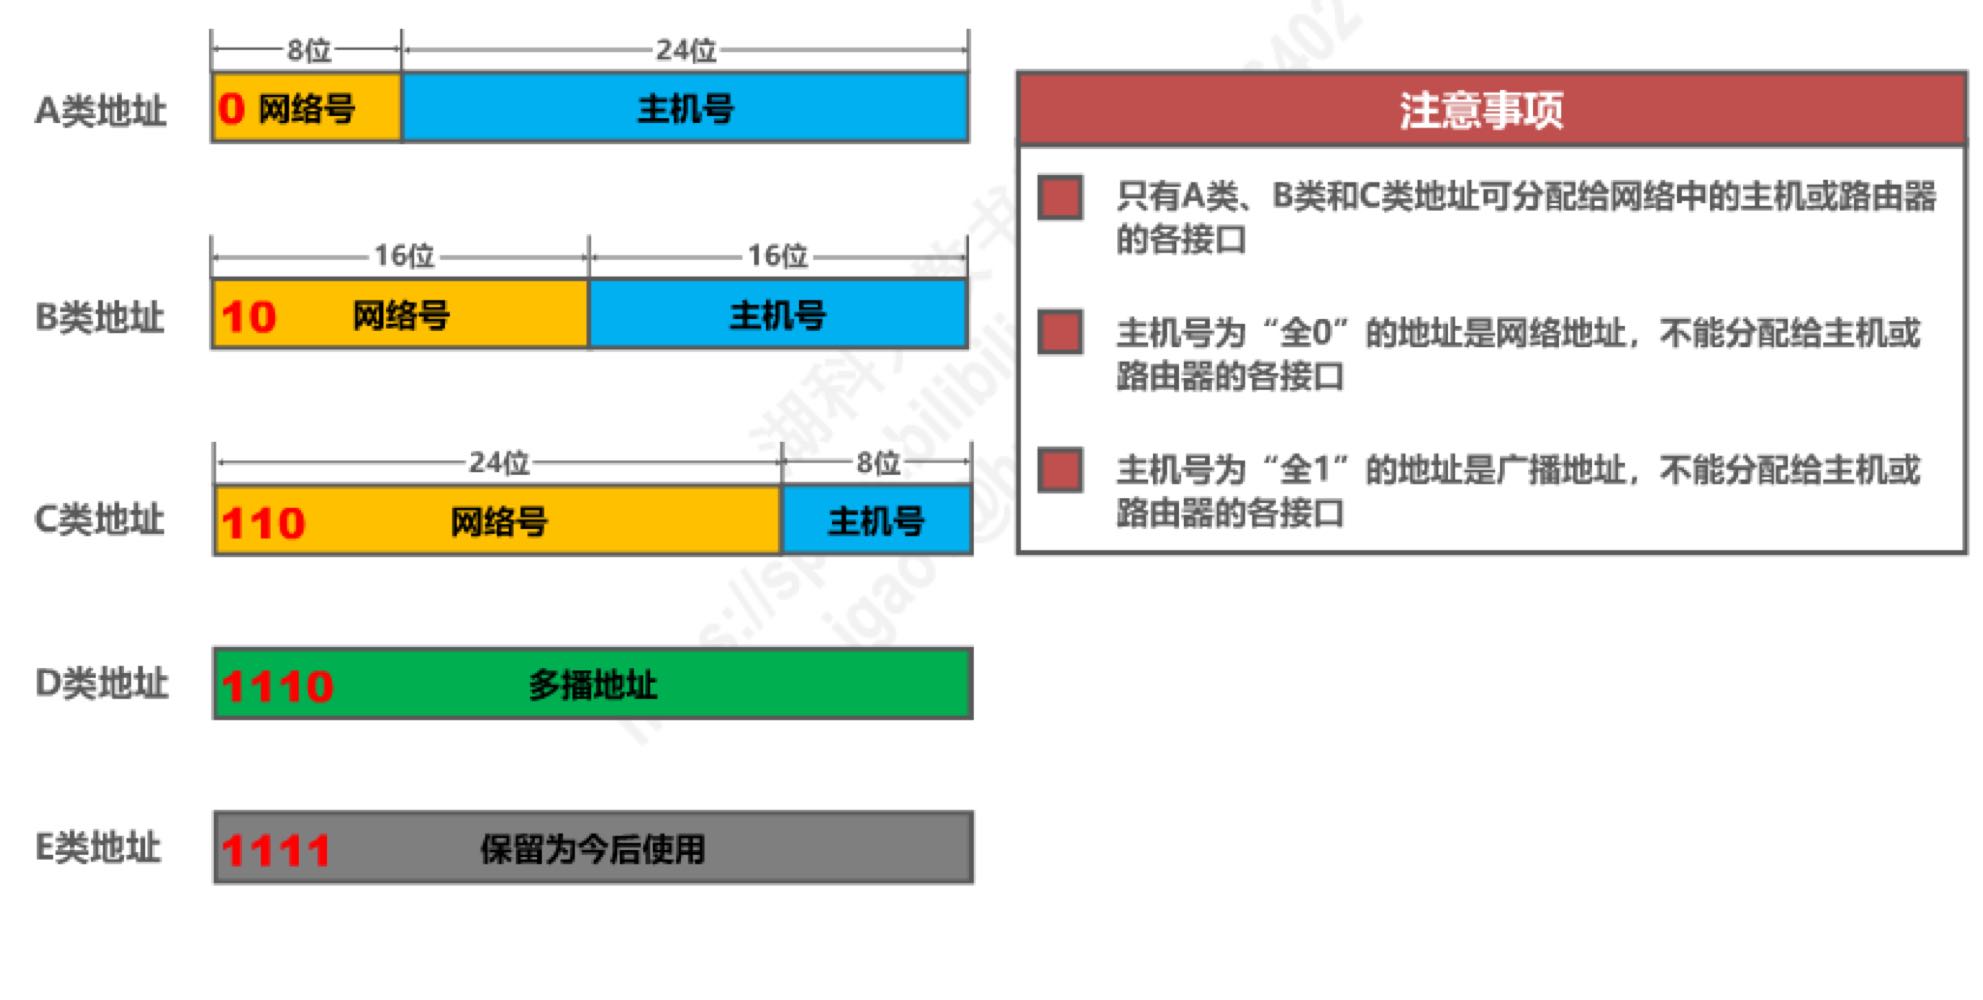 8位
24位
A类地址
0 网络号
主机号
16位
16位
B类地址
10
网络号
主机号
24位
8位
C类地址
110
网络号
主机号
D类地址
1110
多播地址
E类地址
1111
保留为今后使用
注意事项
只有A类、B类和C类地址可分配给网络中的主机或路由器
的各接口
主机号为“全0”的地址是网络地址，不能分配给主机或
路由器的各接口
主机号为“全1”的地址是广播地址，不能分配给主机或
路由器的各接口